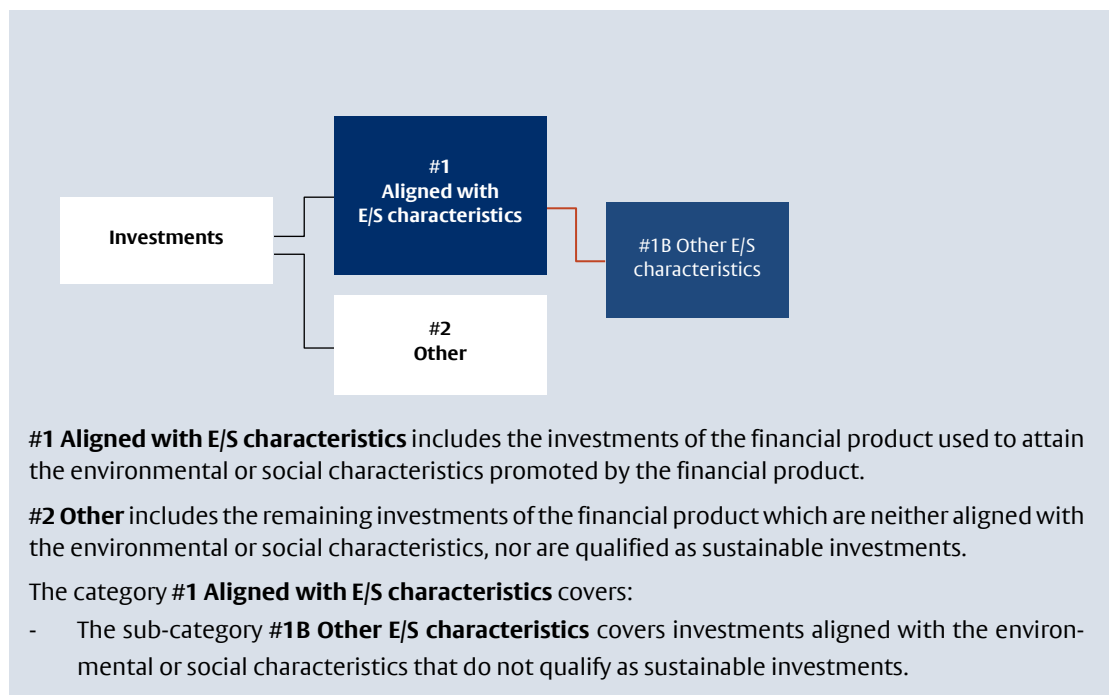 #1
Aligned with
E/S characteristics
Investments
#1B Other E/S
characteristics
#2
Other
#1 Aligned with E/S characteristics includes the investments of the financial product used to attain
the environmental or social characteristics promoted by the financial product.
#2 Other includes the remaining investments of the financial product which are neither aligned with
the environmental or social characteristics, nor are qualified as sustainable investments.
The category #1 Aligned with E/S characteristics covers:
- The sub-category #1B Other E/S characteristics covers investments aligned with the environ-
mental or social characteristics that do not qualify as sustainable investments.